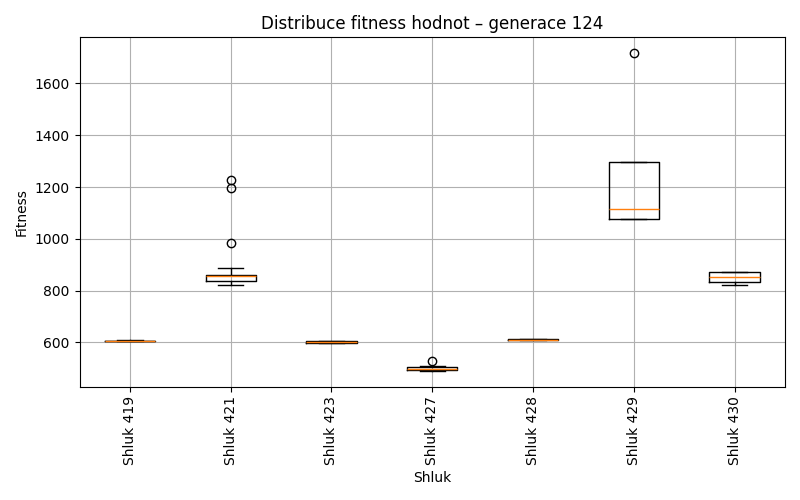 Distribuce fitness hodnot – generace 124
Fitness
1600
1400
1200
1000
800
600
Shluk 419
Shluk 421
Shluk 423
Shluk 427
Shluk 428
Shluk 429
Shluk 430
Shluk